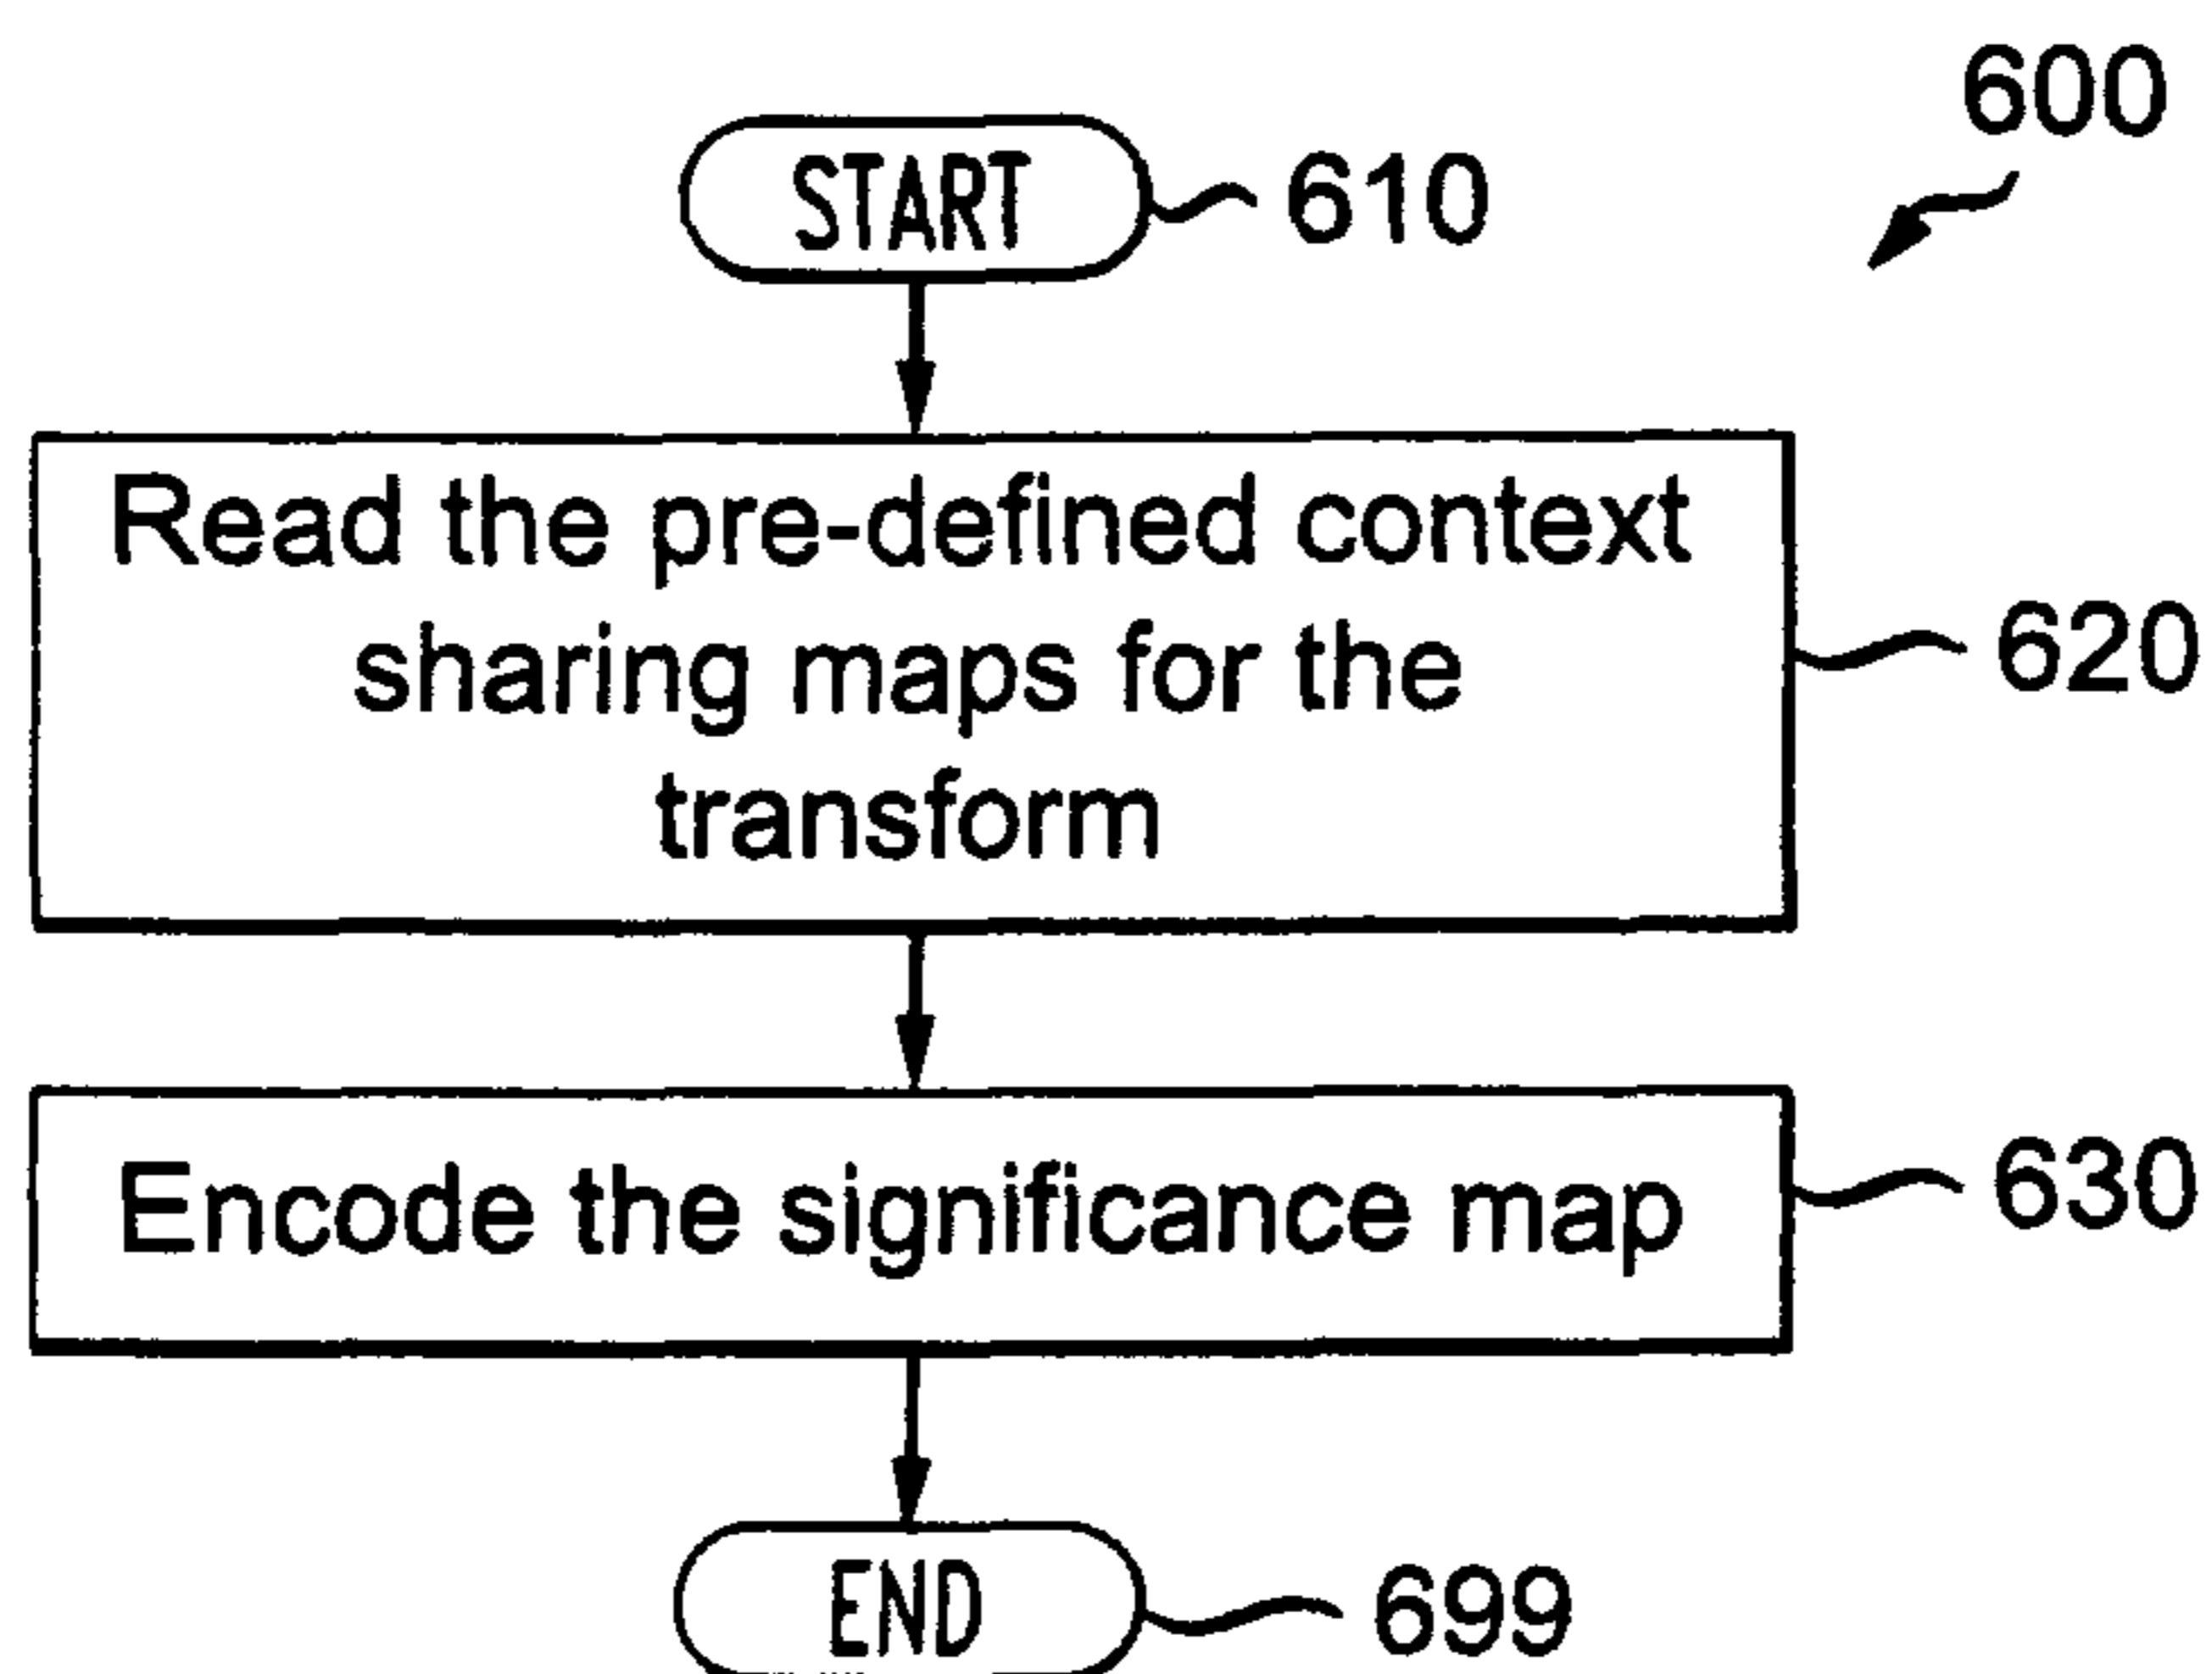 600
START 610
Read the pre-defined context
sharing maps for the
transform
620
Encode the significance map 630
END 699